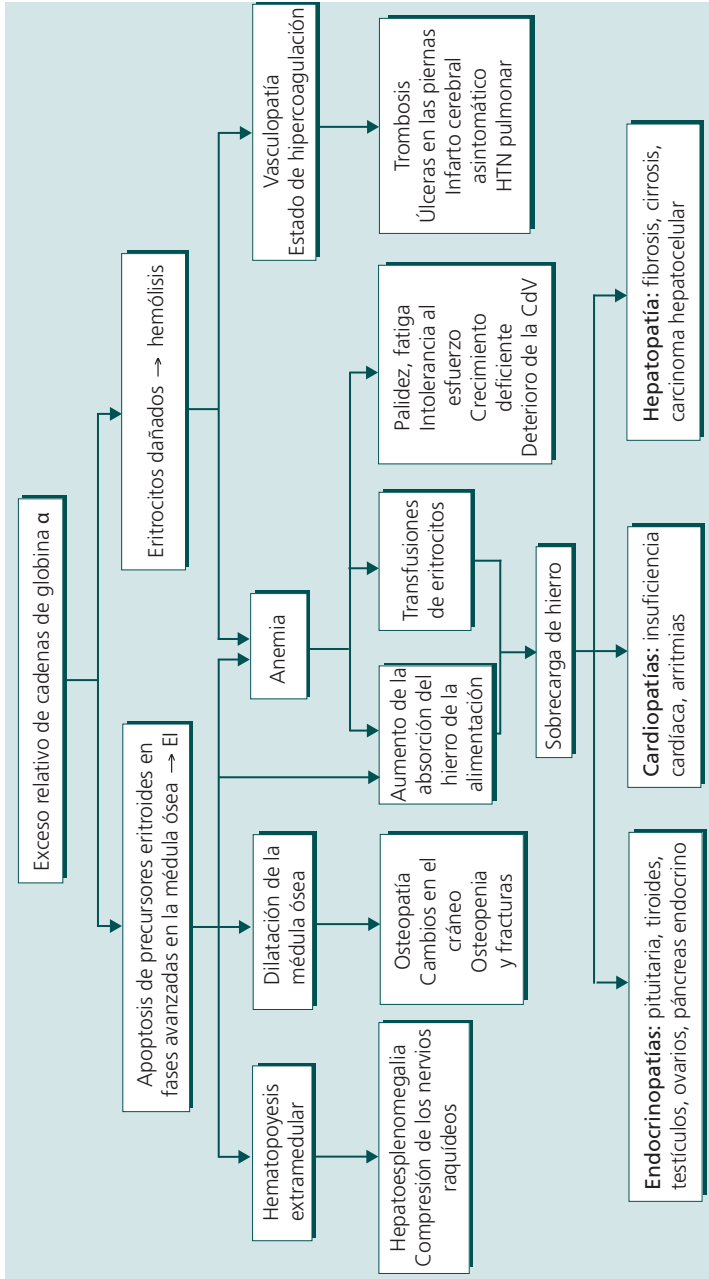 Exceso relativo de cadenas de globina α
Apoptosis de precursores eritroides en
fases avanzadas en la médula ósea → EI
Eritrocitos dañados → hemólisis
Hematopoyesis
extramedular
Dilatación de la
médula ósea
Anemia
Vasculopatía
Estado de hipercoagulación
Hepatoesplenomegalia
Compresión de los nervios
raquídeos
Osteopatía
Cambios en el
cráneo
Osteopenia
y fracturas
Aumento de la
absorción del
hierro de la
alimentación
Transfusiones
de eritrocitos
Palidez, fatiga
Intolerancia al
esfuerzo
Crecimiento
deficiente
Deterioro de la CdV
Trombosis
Úlceras en las piernas
Infarto cerebral
asintomático
HTN pulmonar
Sobrecarga de hierro
Endocrinopatías: pituitaria, tiroides,
testículos, ovarios, páncreas endocrino
Cardiopatías: insuficiencia
cardíaca, arritmias
Hepatopatía: fibrosis, cirrosis,
carcinoma hepatocelular